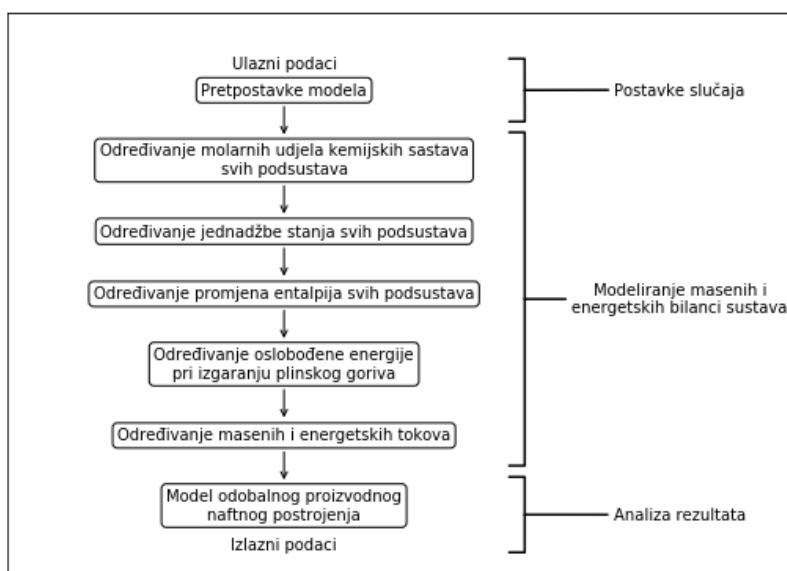 Ulazni podaci
Pretpostavke modela
Postavke slučaja
Određivanje molarnih udjela kemijskih sastava
svih podsustava
Određivanje jednadžbe stanja svih podsustava
Određivanje promjena entalpija svih podsustava
Modeliranje masenih i
energetskih bilanci sustava
Određivanje oslobođene energije
pri izgaranju plinskog goriva
Određivanje masenih i energetskih tokova
Model odobalnog proizvodnog
naftnog postrojenja
Analiza rezultata
Izlazni podaci